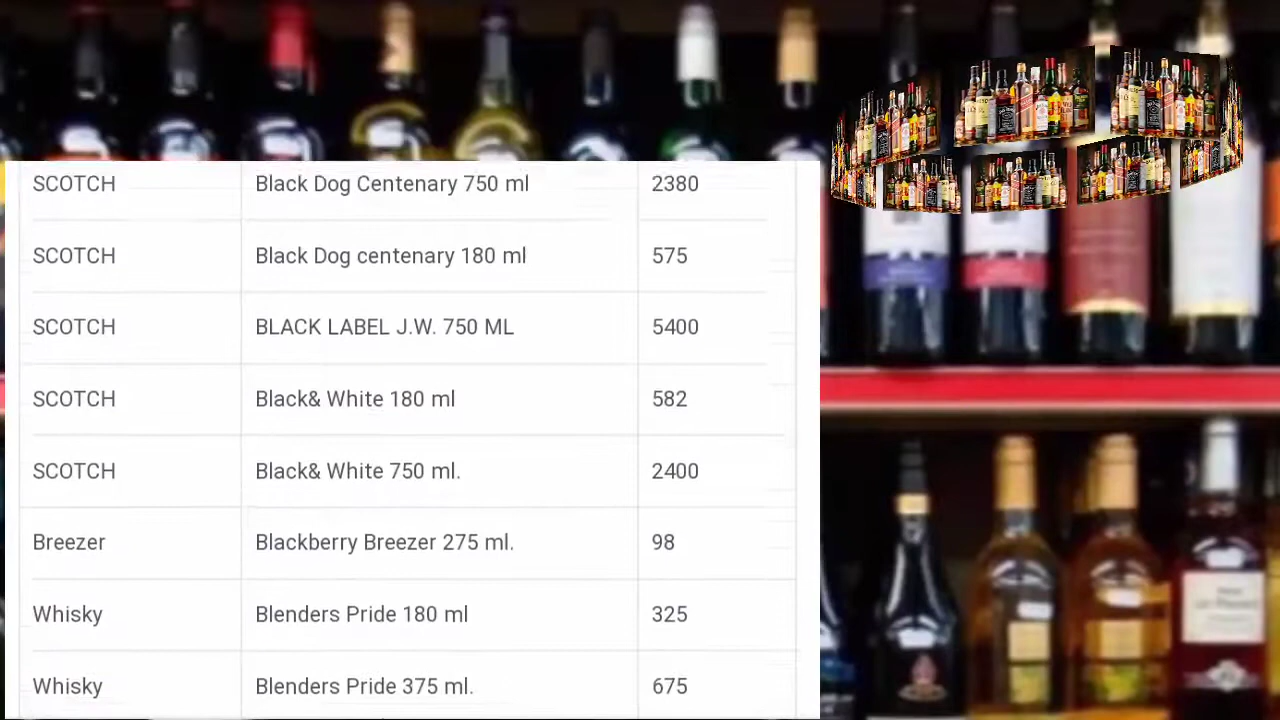 SCOTCH Black Dog Centenary 750 ml 2380
SCOTCH Black Dog centenary 180 ml 575
SCOTCH BLACK LABEL J.W. 750 ML 5400
SCOTCH Black& White 180 ml 582
SCOTCH Black& White 750 ml. 2400
Breezer Blackberry Breezer 275 ml. 98
Whisky Blenders Pride 180 ml 325
Whisky Blenders Pride 375 ml. 675